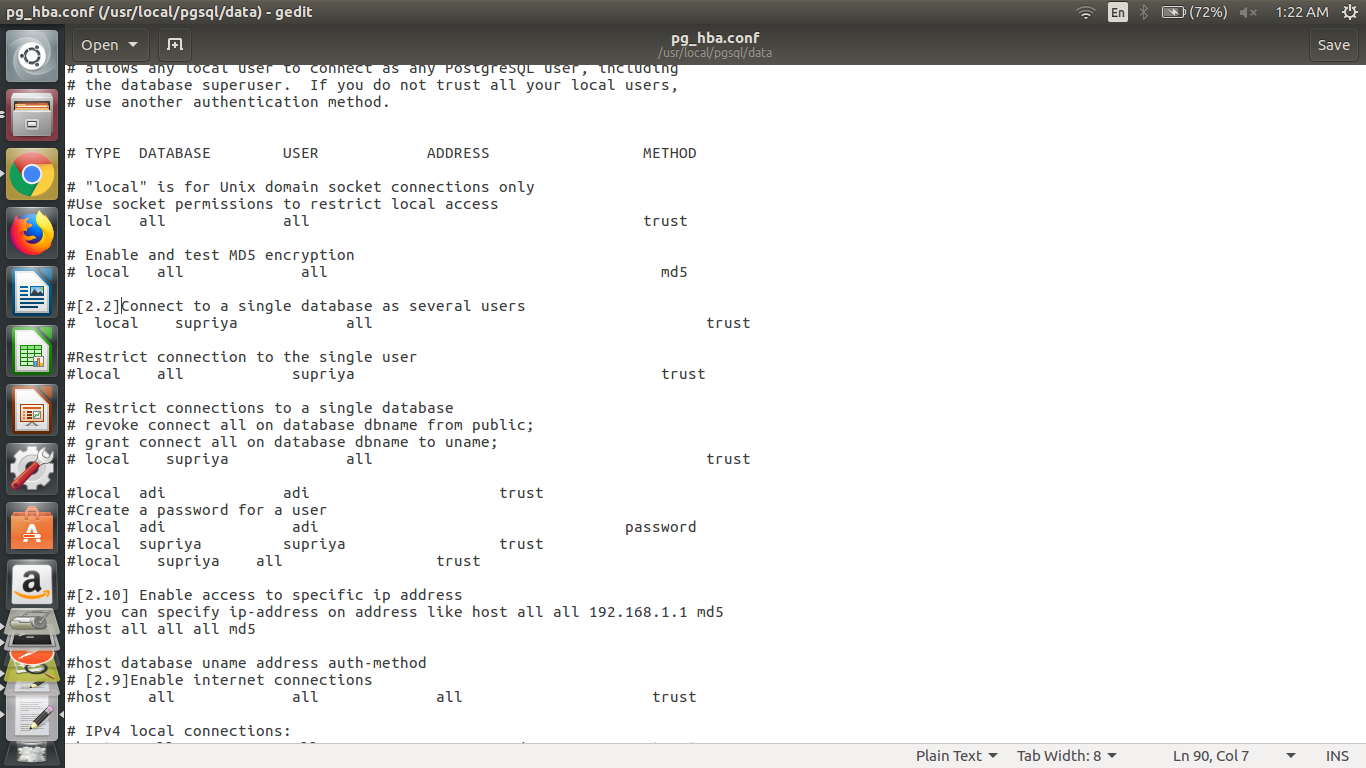 pg_hba.conf (/usr/local/pgsql/data) - gedit
En
(72%)
1:22 AM
Open
pg_hba.conf
/usr/local/pgsql/data
Save
# allows any local user to connect as any PostgreSQL user, including
# the database superuser.  If you do not trust all your local users,
# use another authentication method.
# TYPE  DATABASE        USER            ADDRESS                 METHOD
# "local" is for Unix domain socket connections only
#Use socket permissions to restrict local access
local   all             all                                     trust
# Enable and test MD5 encryption
# local   all             all                                     md5
#[2.2]Connect to a single database as several users
#  local    supriya            all                                     trust
#Restrict connection to the single user
#local    all            supriya                                  trust
# Restrict connections to a single database
# revoke connect all on database dbname from public;
# grant connect all on database dbname to uname;
# local    supriya             all                                     trust
#local  adi             adi                     trust
#Create a password for a user
#local  adi              adi                                  password
#local  supriya         supriya                 trust
#local    supriya    all                 trust
#[2.10] Enable access to specific ip address
# you can specify ip-address on address like host all all 192.168.1.1 md5
#host all all all md5
#host database uname address auth-method
# [2.9]Enable internet connections
#host    all             all             all                     trust
# IPv4 local connections:
Plain Text
Tab Width: 8
Ln 90, Col 7
INS